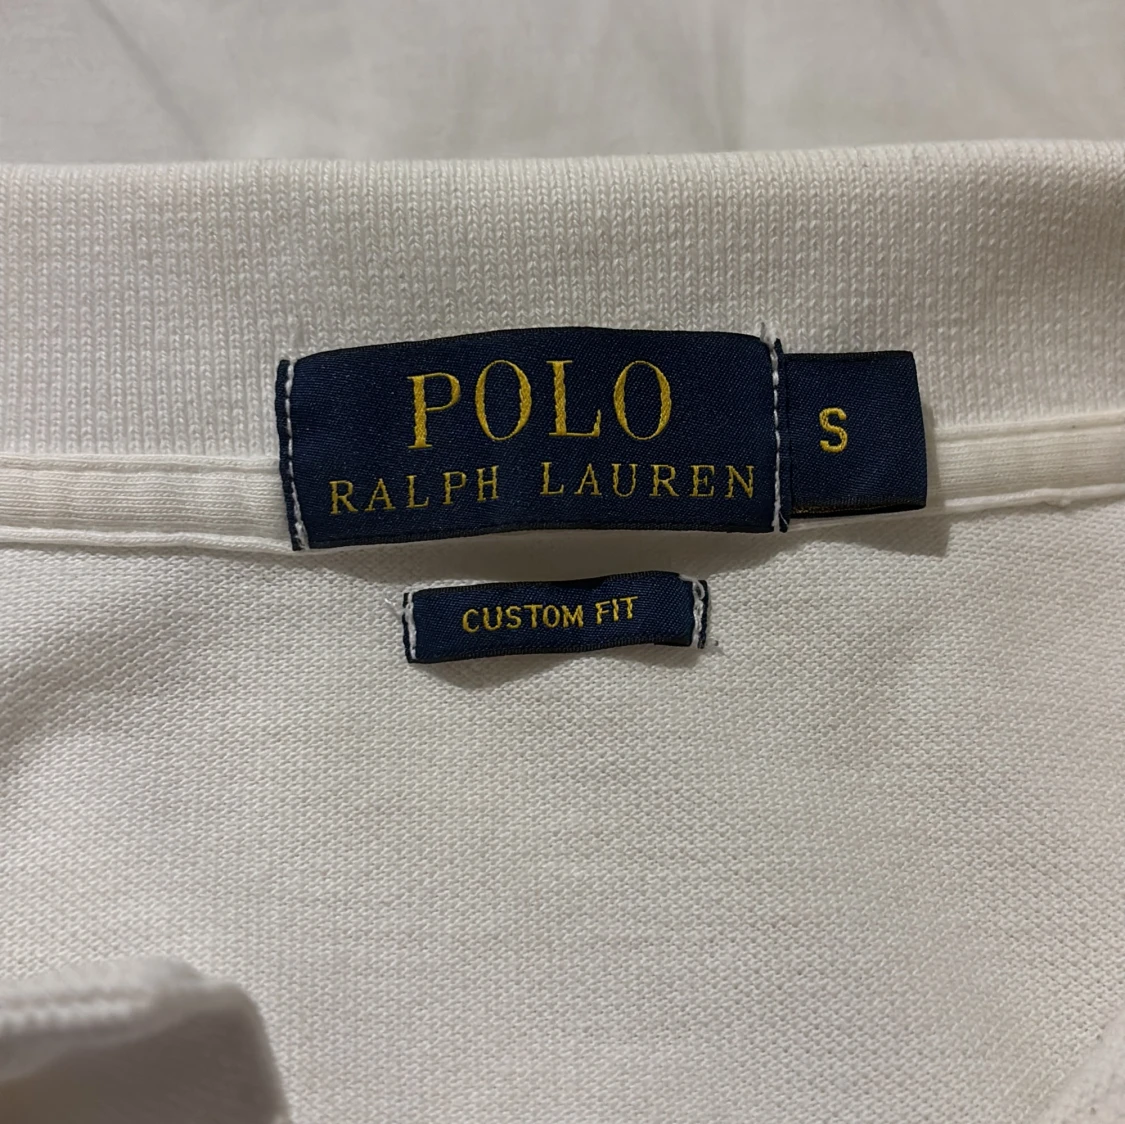 POLO
RALPH LAUREN
S
CUSTOM FIT